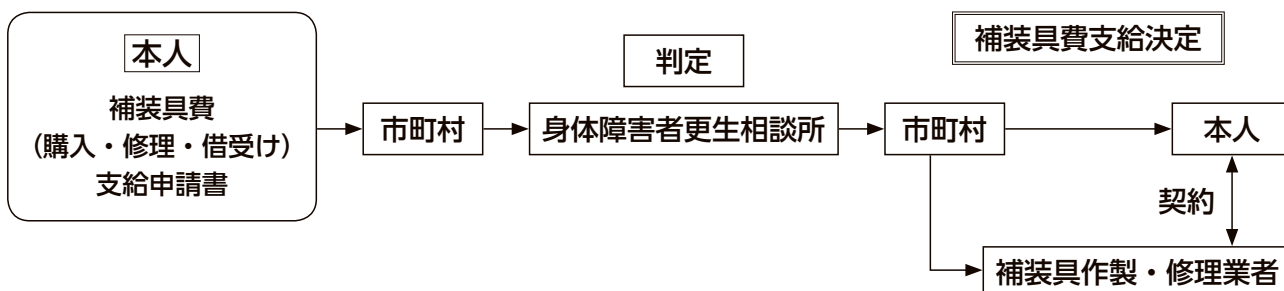 本人
補装具費
(購入・修理・借受け)
支給申請書
市町村
判定
身体障害者更生相談所
補装具費支給決定
市町村
本人
契約
補装具作製・修理業者